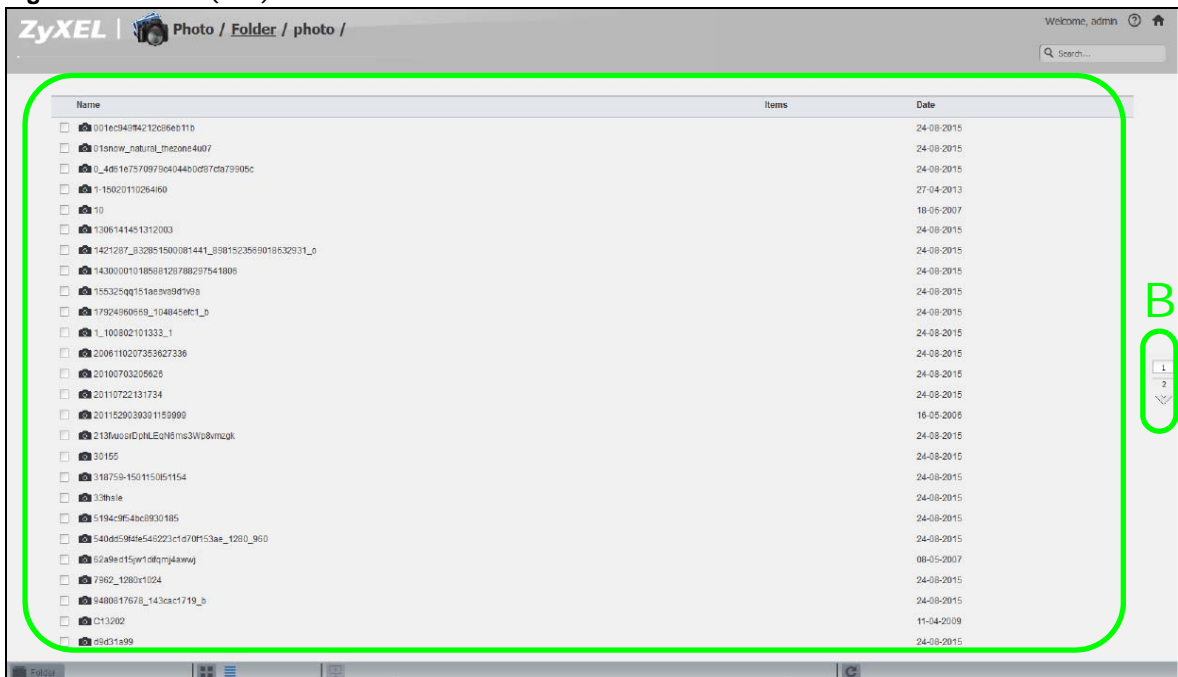 ZyXEL | Photo / Folder / photo /
Welcome, admin
Search...
Name Items Date
001ec949ff4212c86eb11b 24-08-2015
01snow_natural_thezone4u07 24-08-2015
0_4d51e7570979c4044b0cf87cfa79905c 24-08-2015
1-15020110264I60 27-04-2013
10 18-05-2007
1306141451312003 24-08-2015
1421287_832851500081441_8981523569018632931_o 24-08-2015
14300001018588128788297541806 24-08-2015
155325qq151aesva9d1v9a 24-08-2015
17924960669_104845efc1_b 24-08-2015
1_100802101333_1 24-08-2015
2006110207353627336 24-08-2015
20100703205626 24-08-2015
20110722131734 24-08-2015
2011529039391159999 16-05-2006
213fvuosrDphLEqN6ms3Wp8vmzgk 24-08-2015
30155 24-08-2015
318759-1501150I51154 24-08-2015
33thsle 24-08-2015
5194c9f54bc8930185 24-08-2015
540dd59f4fe546223c1d70f153ae_1280_960 24-08-2015
62a9ed15jw1difqmj4awwj 08-05-2007
7962_1280x1024 24-08-2015
9480817678_143cac1719_b 24-08-2015
C13202 11-04-2009
d9d31a99 24-08-2015
B
1
2
Folder